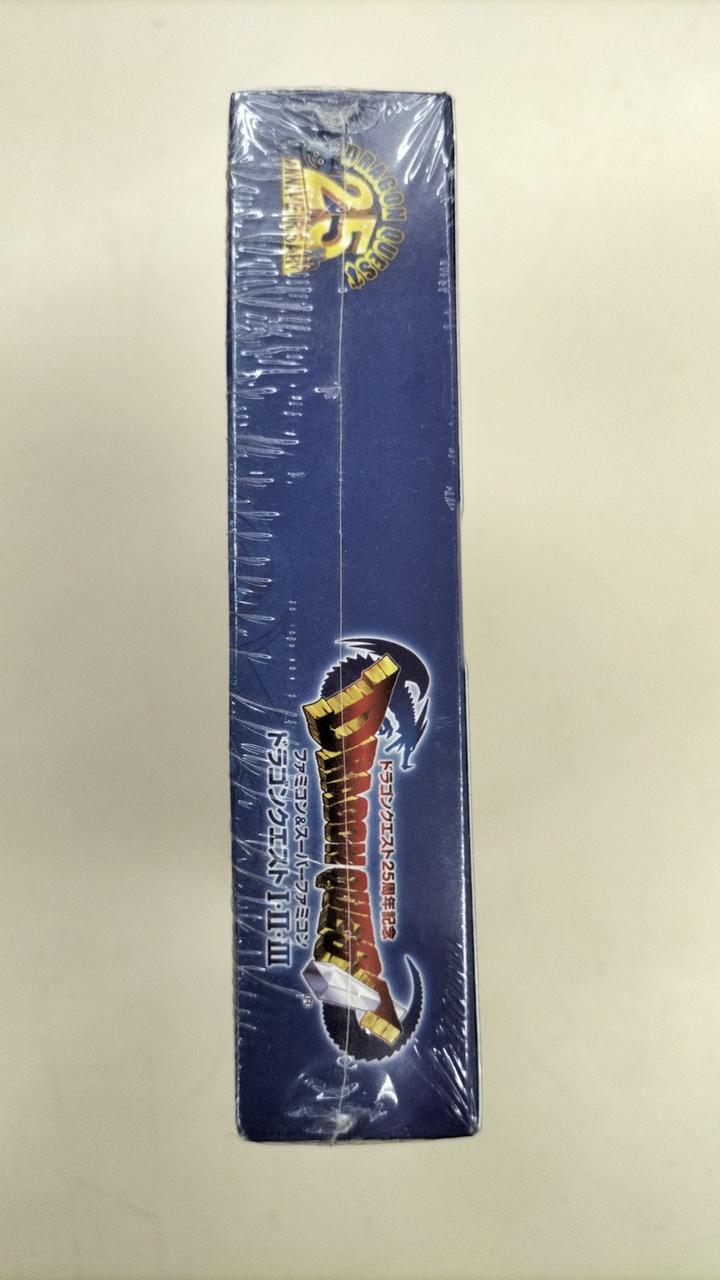 DRAGON QUEST
25
ANNIVERSARY
ドラゴンクエスト25周年記念
DRAGON QUEST
®
ファミコン&スーパーファミコン
ドラゴンクエストI・II・III